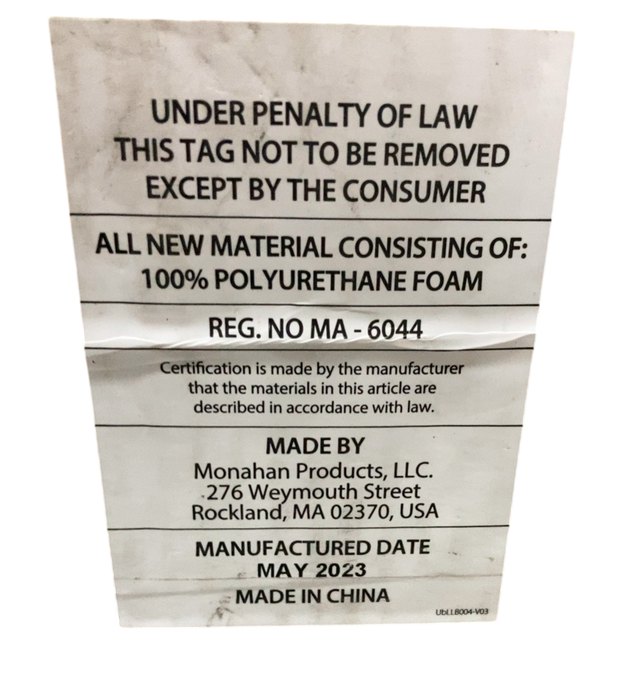 UNDER PENALTY OF LAW
THIS TAG NOT TO BE REMOVED
EXCEPT BY THE CONSUMER
ALL NEW MATERIAL CONSISTING OF:
100% POLYURETHANE FOAM
REG. NO MA - 6044
Certification is made by the manufacturer
that the materials in this article are
described in accordance with law.
MADE BY
Monahan Products, LLC.
276 Weymouth Street
Rockland, MA 02370, USA
MANUFACTURED DATE
MAY 2023
MADE IN CHINA